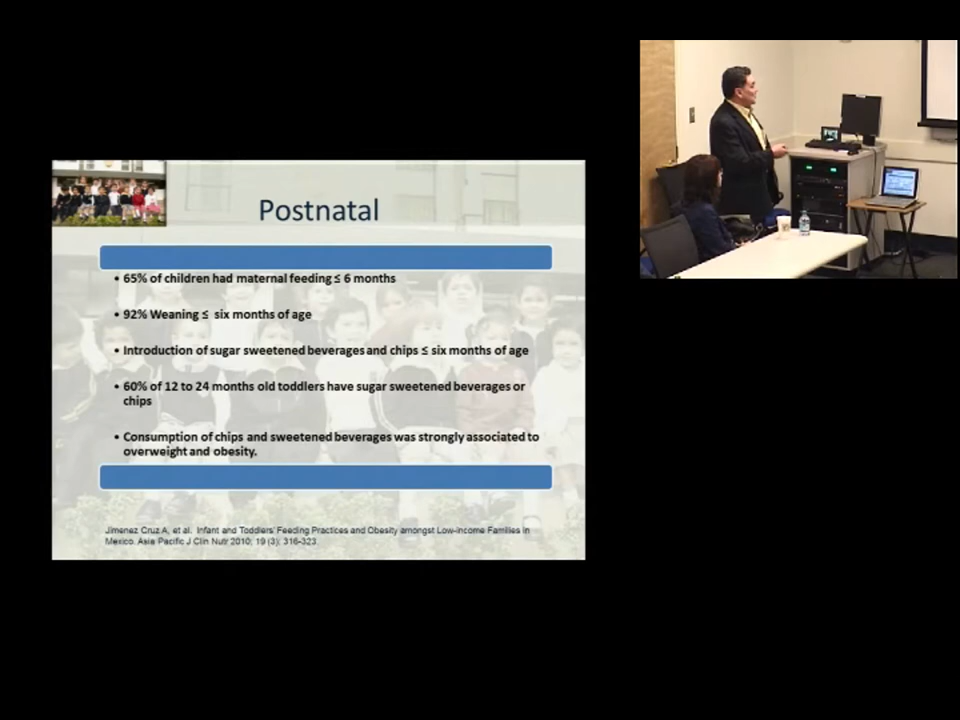 Postnatal
• 65% of children had maternal feeding ≤ 6 months
• 92% Weaning ≤ six months of age
• Introduction of sugar sweetened beverages and chips ≤ six months of age
• 60% of 12 to 24 months old toddlers have sugar sweetened beverages or
chips
• Consumption of chips and sweetened beverages was strongly associated to
overweight and obesity.
Jimenez Cruz A, et al. Infant and Toddlers' Feeding Practices and Obesity amongst Low-income Families in
Mexico. Asia Pacific J Clin Nutr 2010; 19 (3): 316-323.